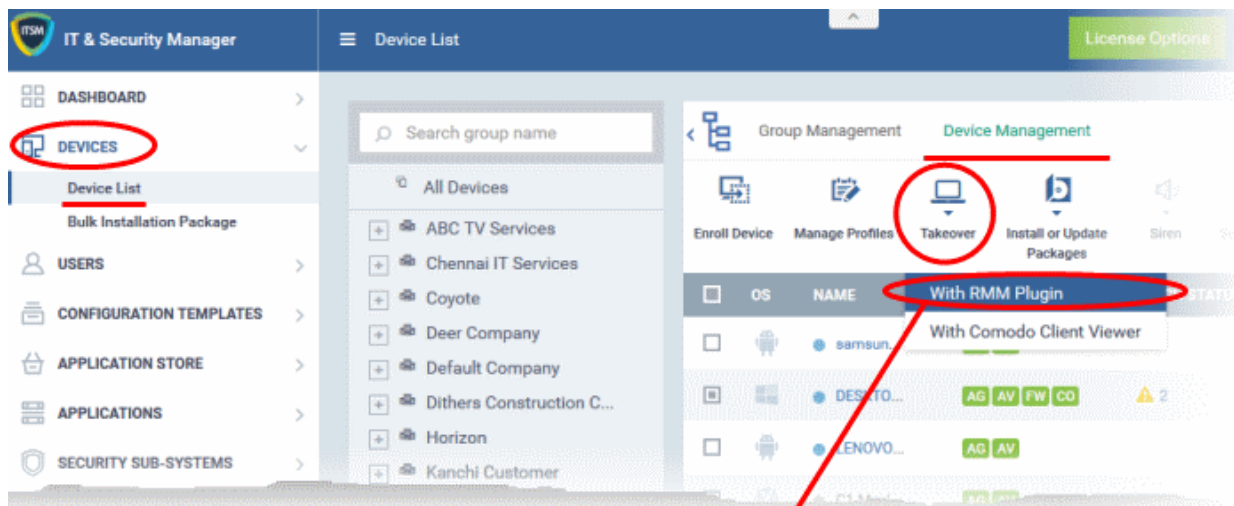 ITSM
IT & Security Manager
Device List
License Options
DASHBOARD
DEVICES
Device List
Bulk Installation Package
USERS
CONFIGURATION TEMPLATES
APPLICATION STORE
APPLICATIONS
SECURITY SUB-SYSTEMS
Search group name
All Devices
ABC TV Services
Chennai IT Services
Coyote
Deer Company
Default Company
Dithers Construction C...
Horizon
Kanchi Customer
Group Management
Device Management
Enroll Device
Manage Profiles
Takeover
Install or Update
Packages
Siren
OS
NAME
With RMM Plugin
With Comodo Client Viewer
samsun...
DESKTO...
AG AV FW CO
2
LENOVO...
AG AV